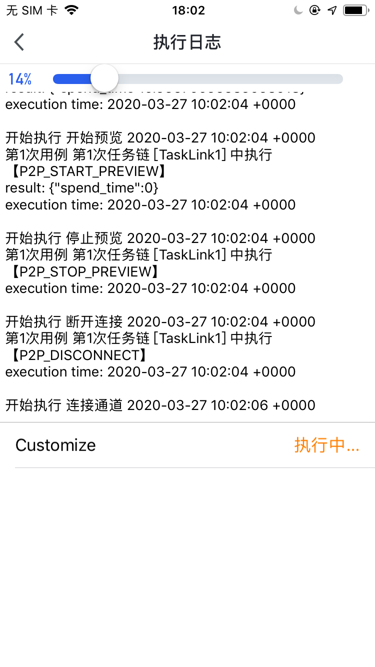 无 SIM 卡
18:02
执行日志
14%
execution time: 2020-03-27 10:02:04 +0000
开始执行 开始预览 2020-03-27 10:02:04 +0000
第1次用例 第1次任务链 [TaskLink1] 中执行
【P2P_START_PREVIEW】
result: {"spend_time":0}
execution time: 2020-03-27 10:02:04 +0000
开始执行 停止预览 2020-03-27 10:02:04 +0000
第1次用例 第1次任务链 [TaskLink1] 中执行
【P2P_STOP_PREVIEW】
execution time: 2020-03-27 10:02:04 +0000
开始执行 断开连接 2020-03-27 10:02:04 +0000
第1次用例 第1次任务链 [TaskLink1] 中执行
【P2P_DISCONNECT】
execution time: 2020-03-27 10:02:04 +0000
开始执行 连接通道 2020-03-27 10:02:06 +0000
Customize
执行中...